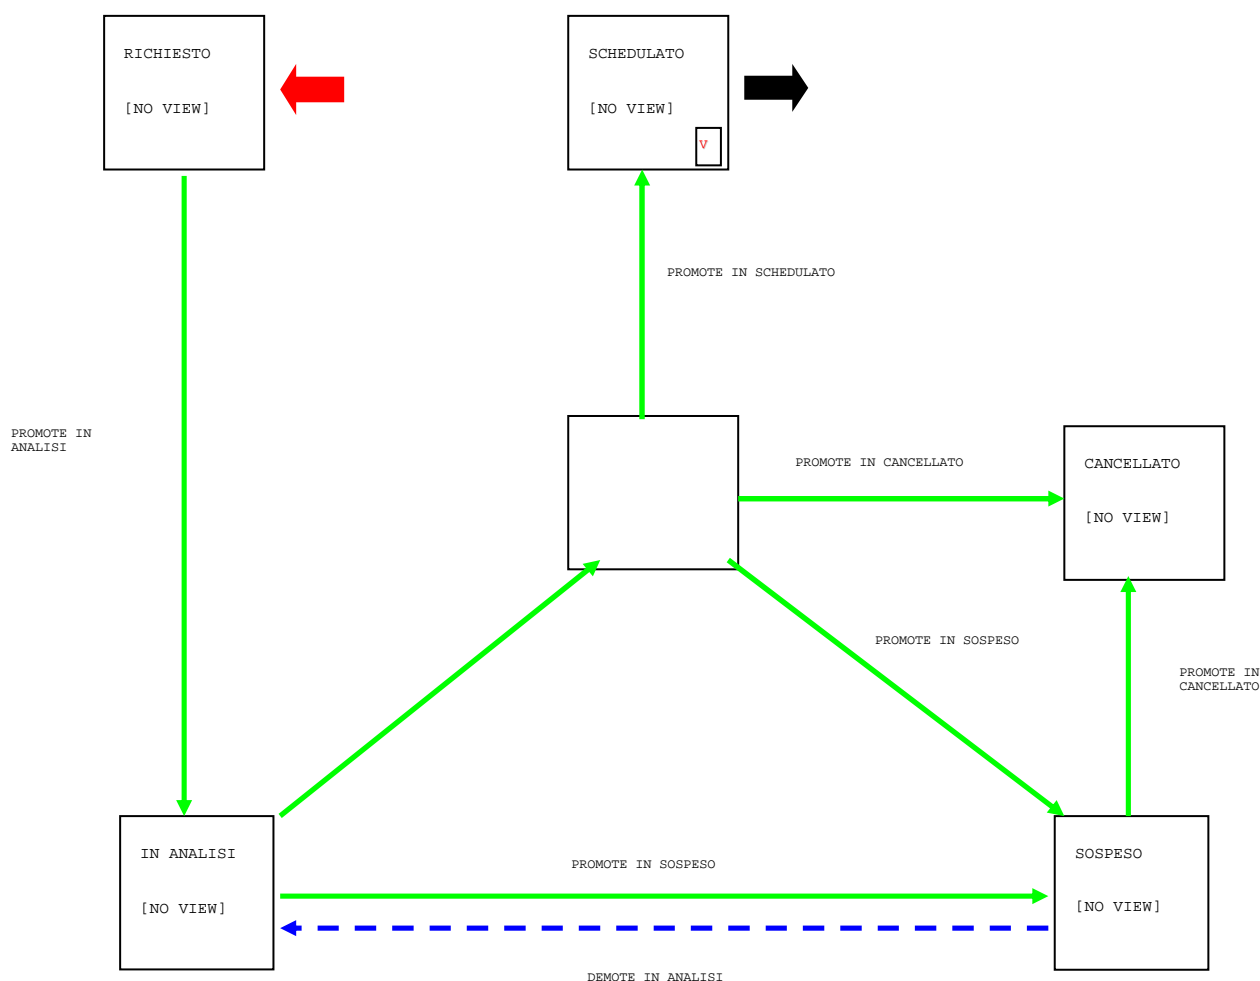 RICHIESTO
[NO VIEW]
SCHEDULATO
[NO VIEW]
V
PROMOTE IN SCHEDULATO
PROMOTE IN
ANALISI
PROMOTE IN CANCELLATO
CANCELLATO
[NO VIEW]
PROMOTE IN SOSPESO
PROMOTE IN
CANCELLATO
IN ANALISI
[NO VIEW]
PROMOTE IN SOSPESO
SOSPESO
[NO VIEW]
DEMOTE IN ANALISI